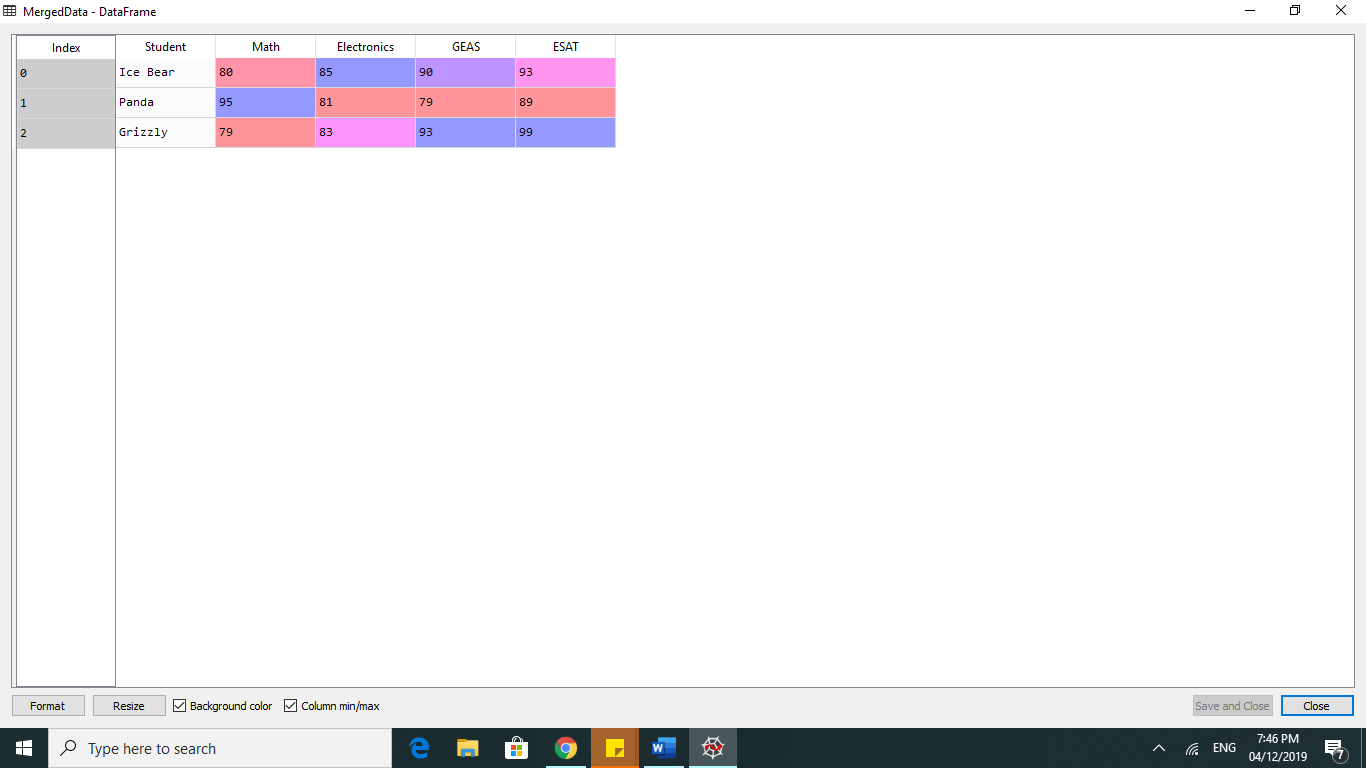 MergedData - DataFrame
Index Student Math Electronics GEAS ESAT
0 Ice Bear 80 85 90 93
1 Panda 95 81 79 89
2 Grizzly 79 83 93 99
Format Resize Background color Column min/max Save and Close Close
Type here to search ENG 7:46 PM
04/12/2019 7